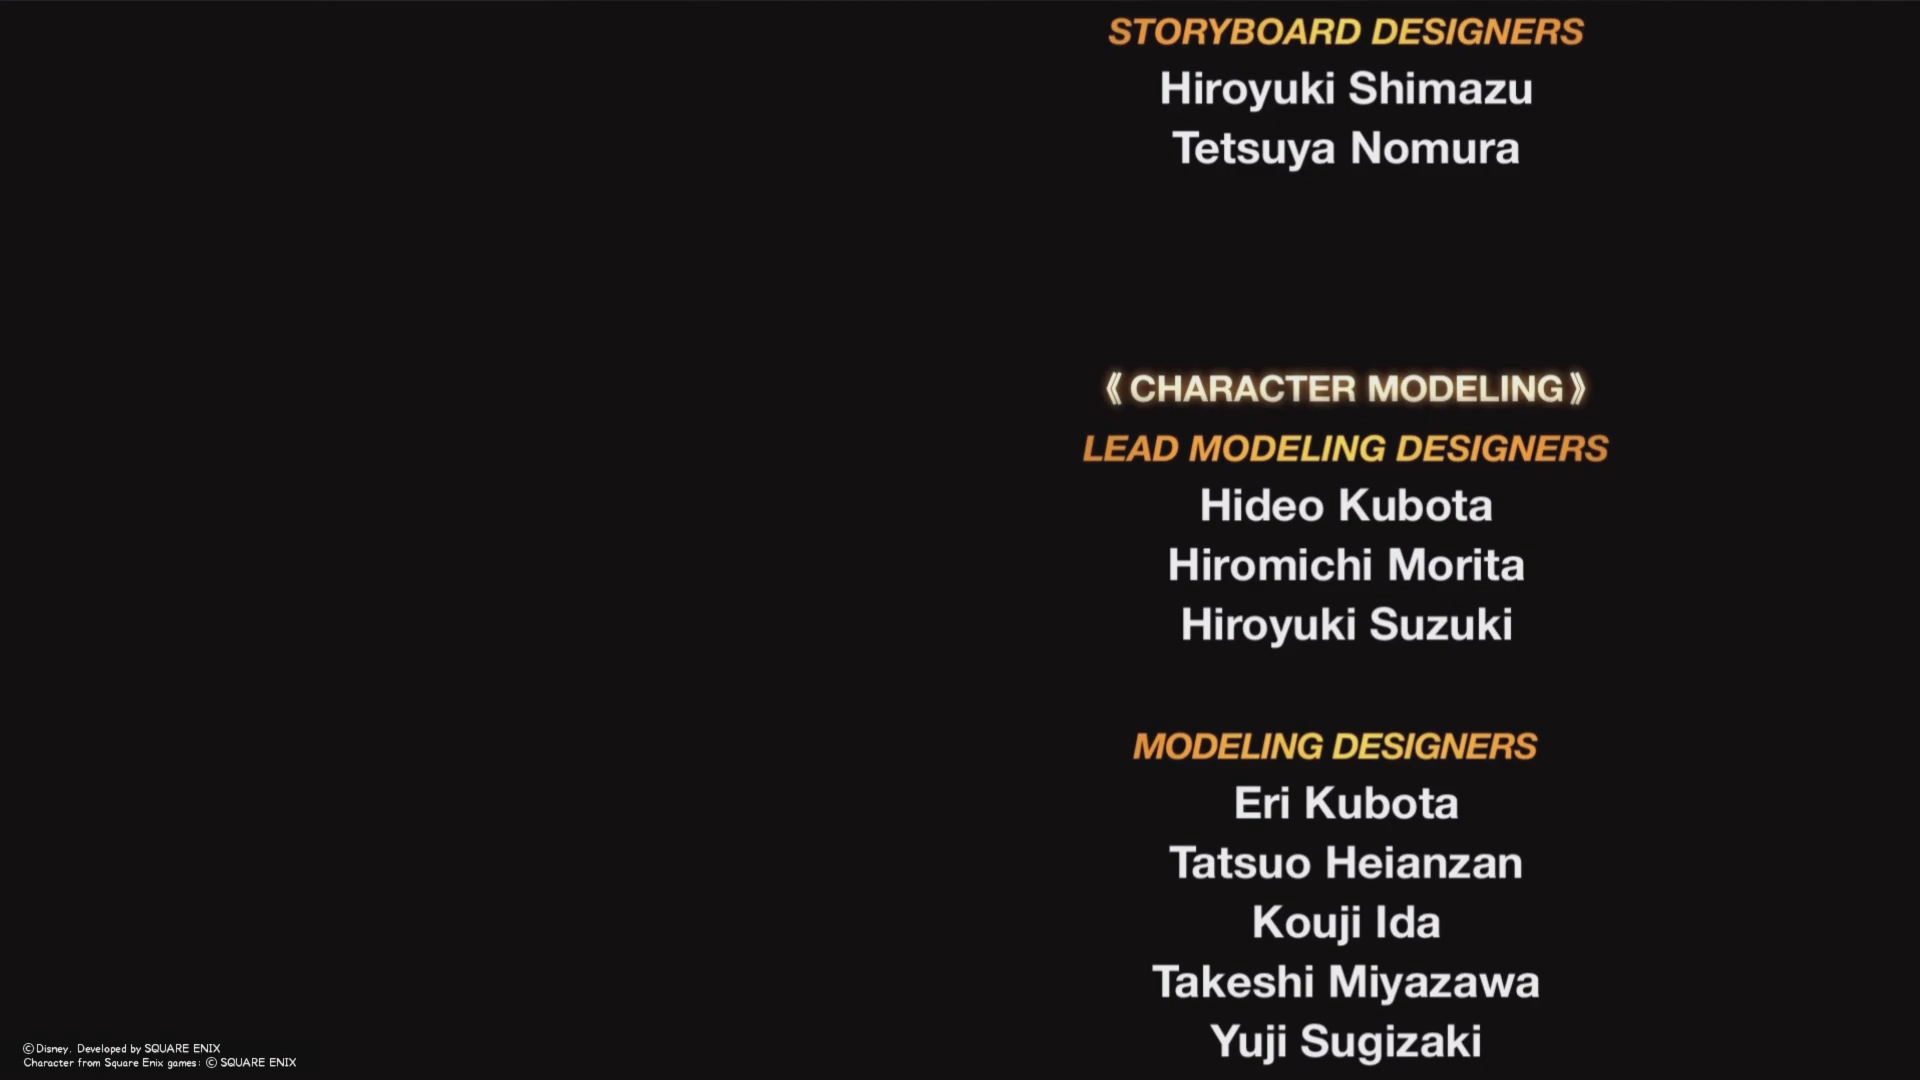 STORYBOARD DESIGNERS
Hiroyuki Shimazu
Tetsuya Nomura
《CHARACTER MODELING》
LEAD MODELING DESIGNERS
Hideo Kubota
Hiromichi Morita
Hiroyuki Suzuki
MODELING DESIGNERS
Eri Kubota
Tatsuo Heianzan
Kouji Ida
Takeshi Miyazawa
Yuji Sugizaki
©Disney. Developed by SQUARE ENIX
Character from Square Enix games: © SQUARE ENIX